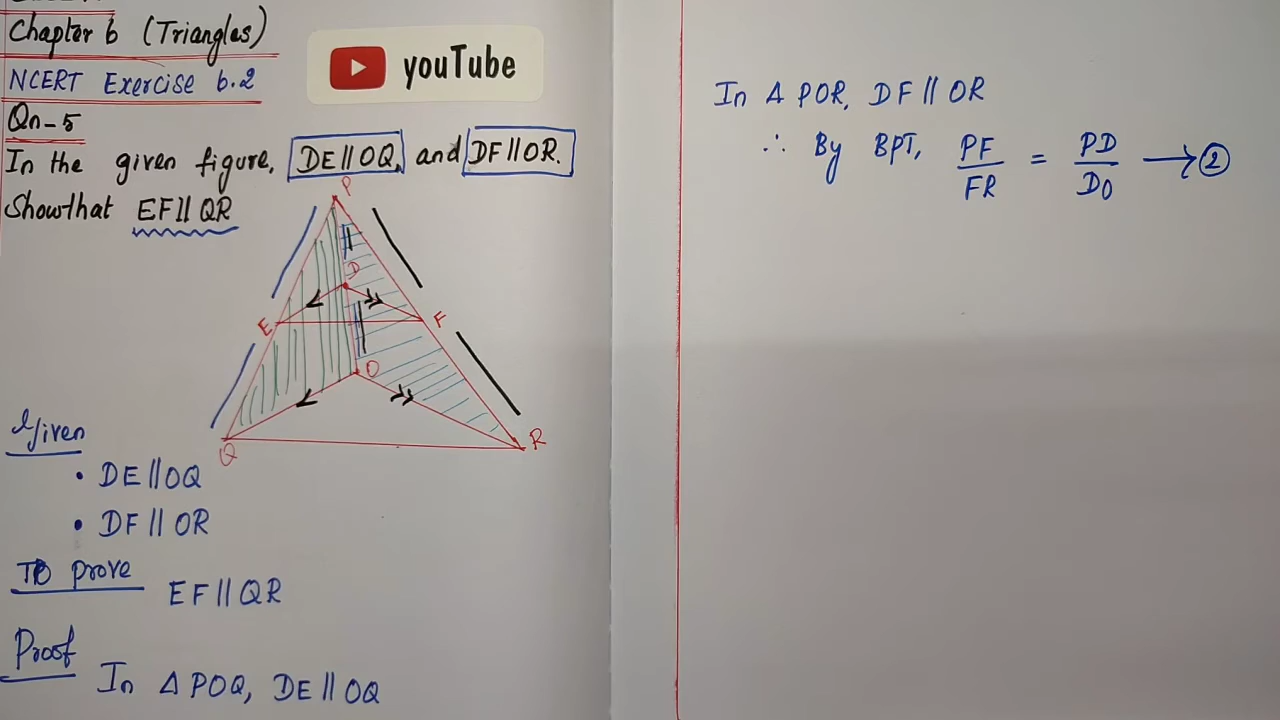 Chapter 6 (Triangles)
NCERT Exercise 6.2
Qn-5
In the given figure, DE||OQ, and DF||OR.
Show that EF||QR
YouTube
P
D
E
F
O
Q
R
Given
• DE||OQ
• DF||OR
To prove
EF||QR
Proof
In Δ POQ, DE||OQ
In Δ POR, DF||OR
∴ By BPT, PF/FR = PD/DO → ②